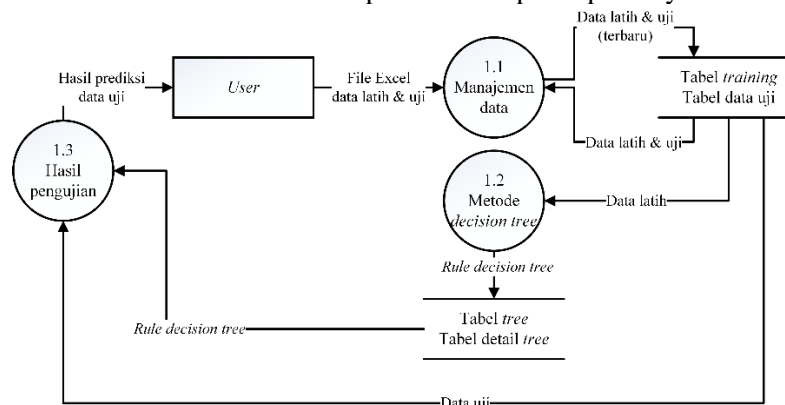 Data latih & uji
(terbaru)
Hasil prediksi
data uji
User
File Excel
data latih & uji
1.1
Manajemen
data
Tabel training
Tabel data uji
Data latih & uji
1.3
Hasil
pengujian
1.2
Metode
decision tree
Data latih
Rule decision tree
Tabel tree
Tabel detail tree
Rule decision tree
Data uji